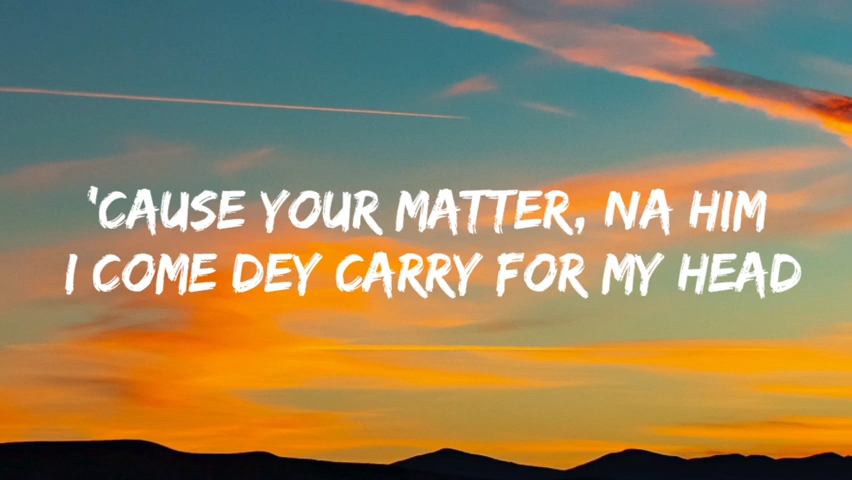 'CAUSE YOUR MATTER, NA HIM
I COME DEY CARRY FOR MY HEAD